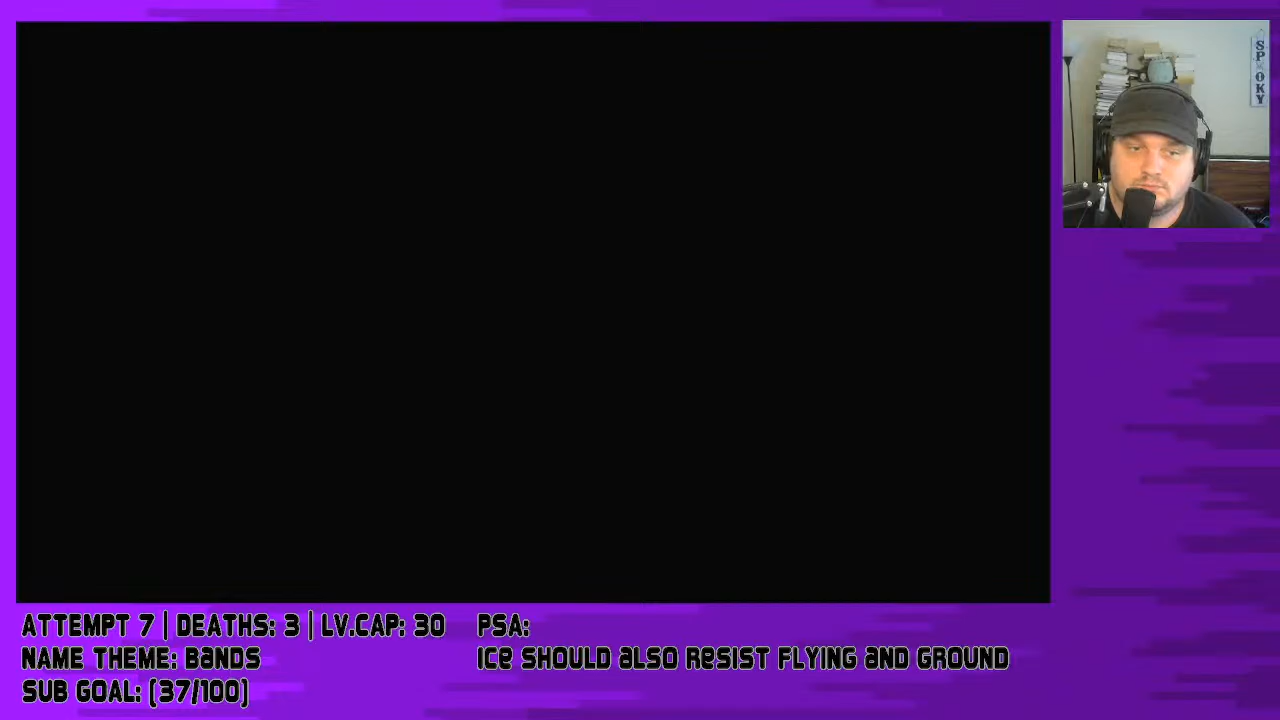 SPOOKY
ATTEMPT 7 | DEATHS: 3 | LV.CAP: 30
NAME THEME: BANDS
SUB GOAL: (37/100)
PSA:
ICE SHOULD ALSO RESIST FLYING AND GROUND